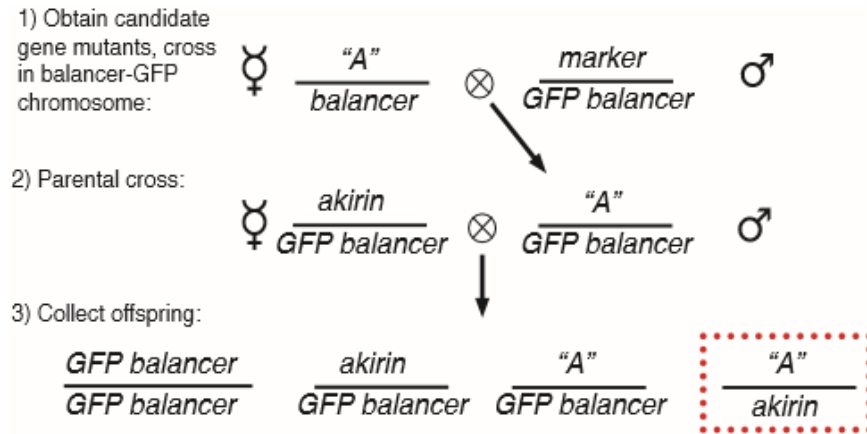 1) Obtain candidate
gene mutants, cross
in balancer-GFP
chromosome:
"A"
balancer
marker
GFP balancer
2) Parental cross:
akirin
GFP balancer
"A"
GFP balancer
3) Collect offspring:
GFP balancer
GFP balancer
akirin
GFP balancer
"A"
GFP balancer
"A"
akirin